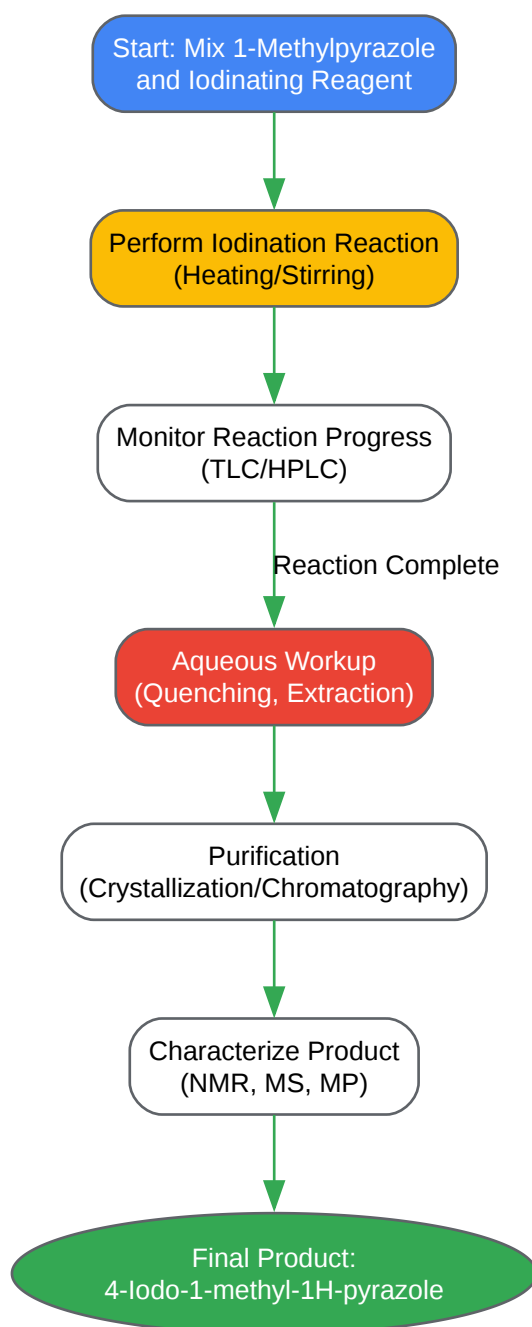 Start: Mix 1-Methylpyrazole
and Iodinating Reagent
Perform Iodination Reaction
(Heating/Stirring)
Monitor Reaction Progress
(TLC/HPLC)
Reaction Complete
Aqueous Workup
(Quenching, Extraction)
Purification
(Crystallization/Chromatography)
Characterize Product
(NMR, MS, MP)
Final Product:
4-Iodo-1-methyl-1H-pyrazole